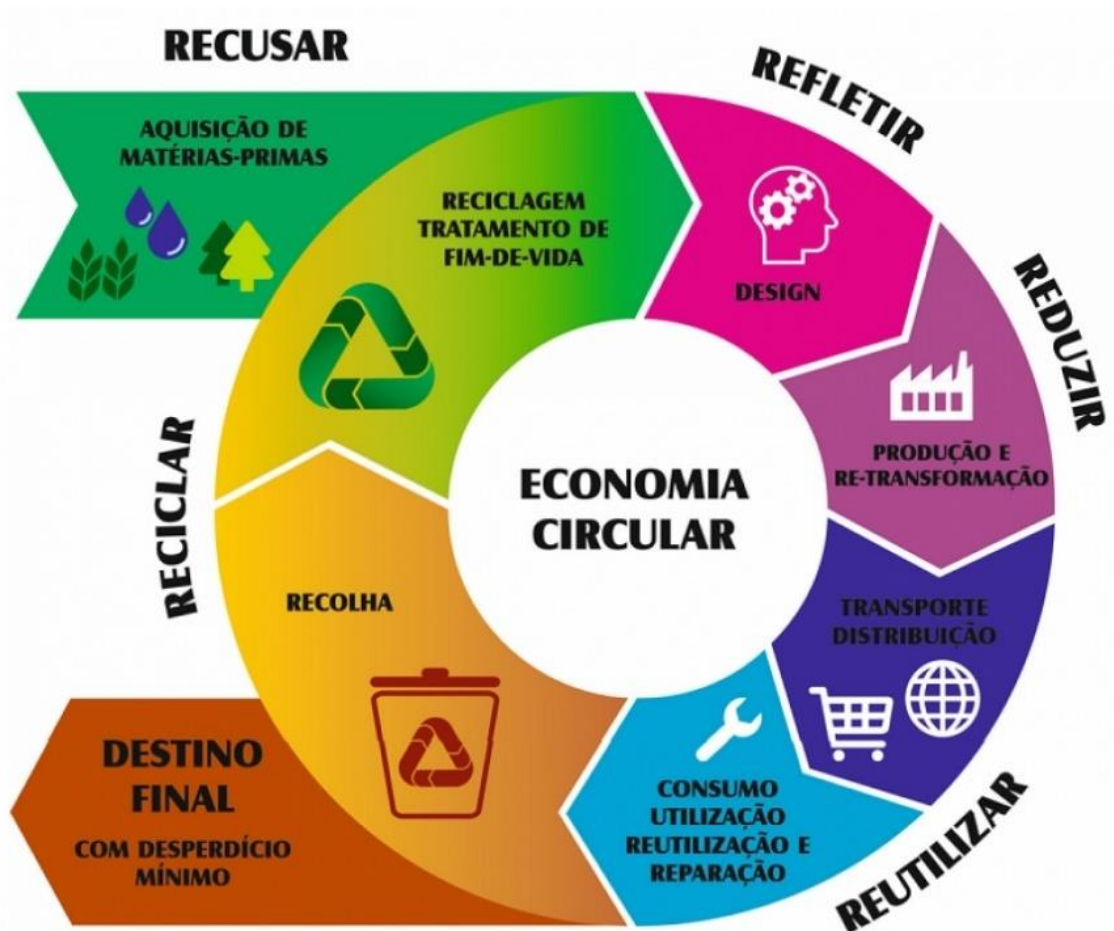 RECUSAR
AQUISIÇÃO DE
MATÉRIAS-PRIMAS
RECICLAGEM
TRATAMENTO DE
FIM-DE-VIDA
REFLETIR
DESIGN
REDUZIR
PRODUÇÃO E
RE-TRANSFORMAÇÃO
ECONOMIA
CIRCULAR
TRANSPORTE
DISTRIBUIÇÃO
REUTILIZAR
CONSUMO
UTILIZAÇÃO
REUTILIZAÇÃO E
REPARAÇÃO
RECICLAR
RECOLHA
DESTINO
FINAL
COM DESPERDÍCIO
MÍNIMO